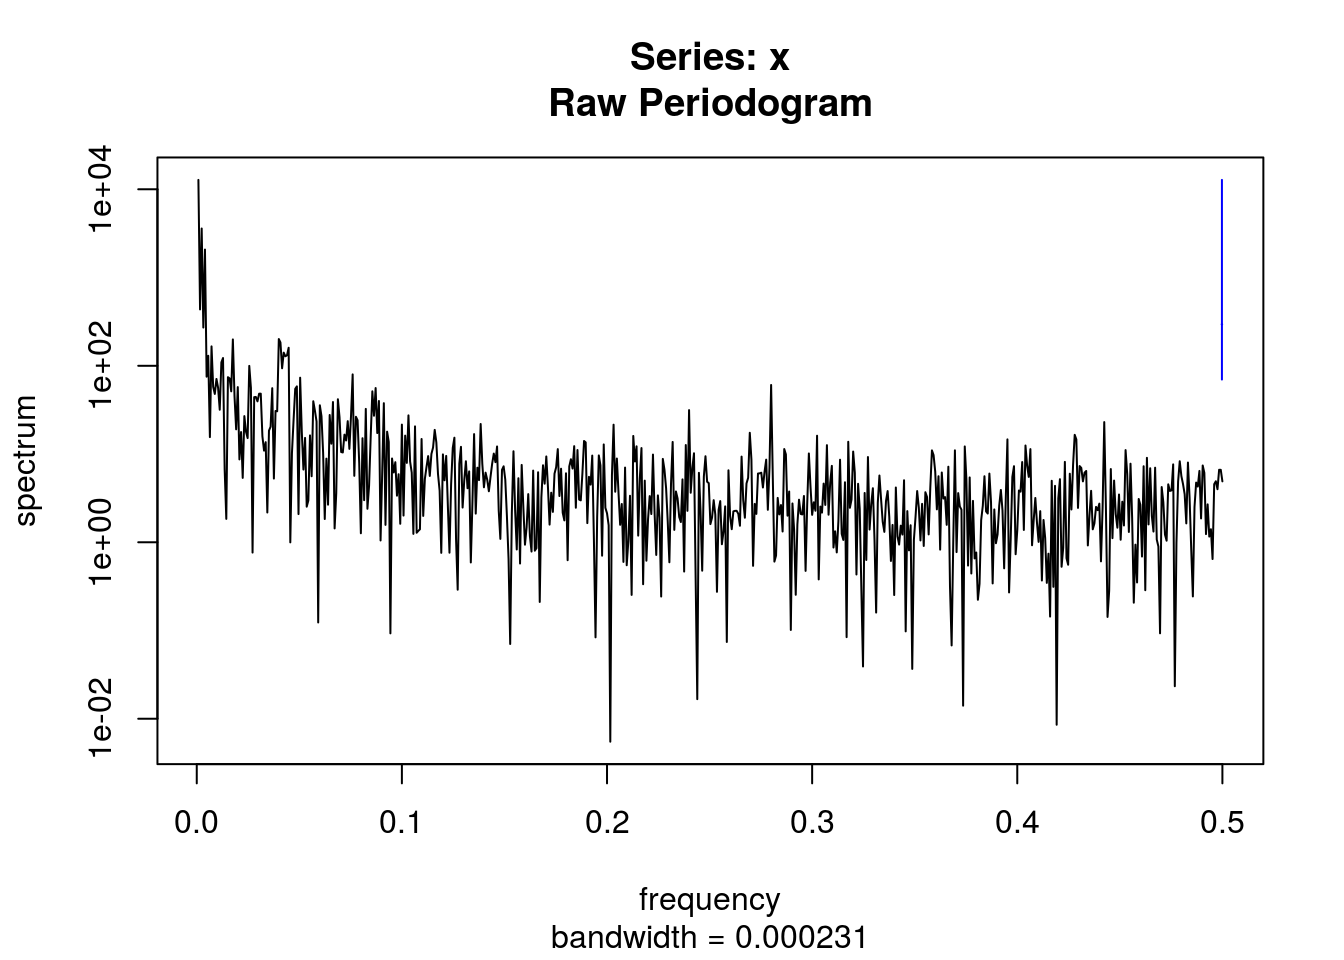 Series: x
Raw Periodogram
1e+04
1e+02
1e+00
1e-02
spectrum
0.0 0.1 0.2 0.3 0.4 0.5
frequency
bandwidth = 0.000231